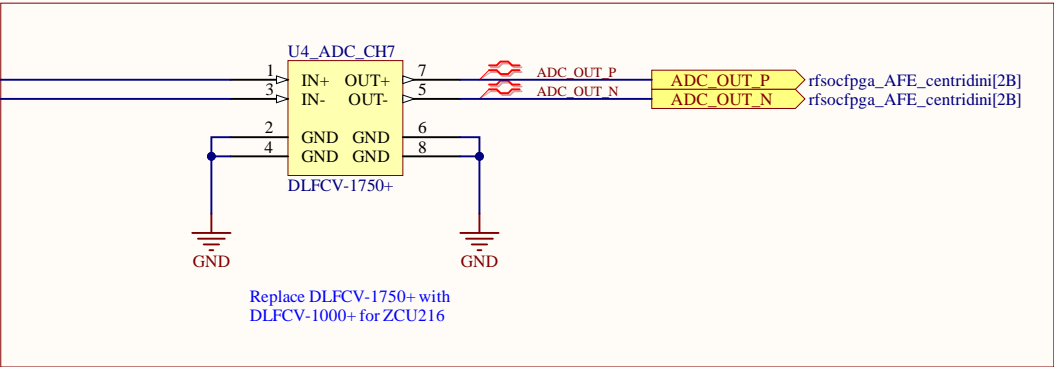 U4_ADC_CH7
1 IN+ OUT+ 7 ADC_OUT_P ADC_OUT_P rfsocfpga_AFE_centridini[2B]
3 IN- OUT- 5 ADC_OUT_N ADC_OUT_N rfsocfpga_AFE_centridini[2B]
2 GND GND 6
4 GND GND 8
DLFCV-1750+
GND GND
Replace DLFCV-1750+ with
DLFCV-1000+ for ZCU216